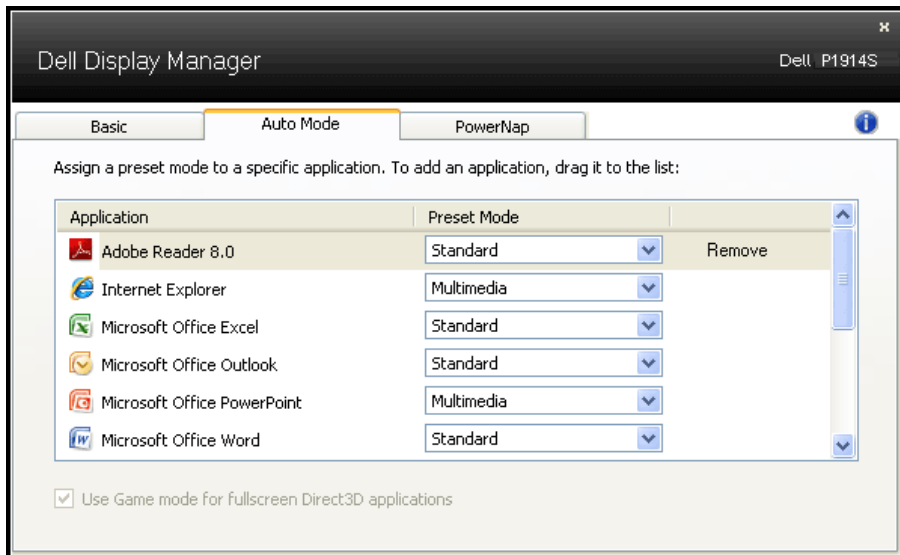 Dell Display Manager
Dell P1914S
Basic Auto Mode PowerNap
Assign a preset mode to a specific application. To add an application, drag it to the list:
Application Preset Mode
Adobe Reader 8.0 Standard Remove
Internet Explorer Multimedia
Microsoft Office Excel Standard
Microsoft Office Outlook Standard
Microsoft Office PowerPoint Multimedia
Microsoft Office Word Standard
Use Game mode for fullscreen Direct3D applications